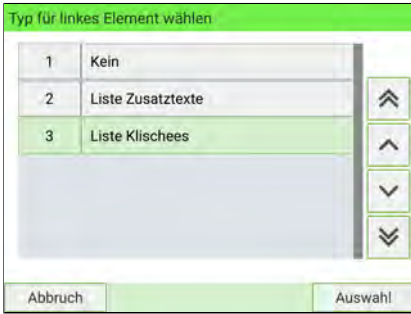 Typ für linkes Element wählen
1 Kein
2 Liste Zusatztexte
3 Liste Klischees
Abbruch Auswahl